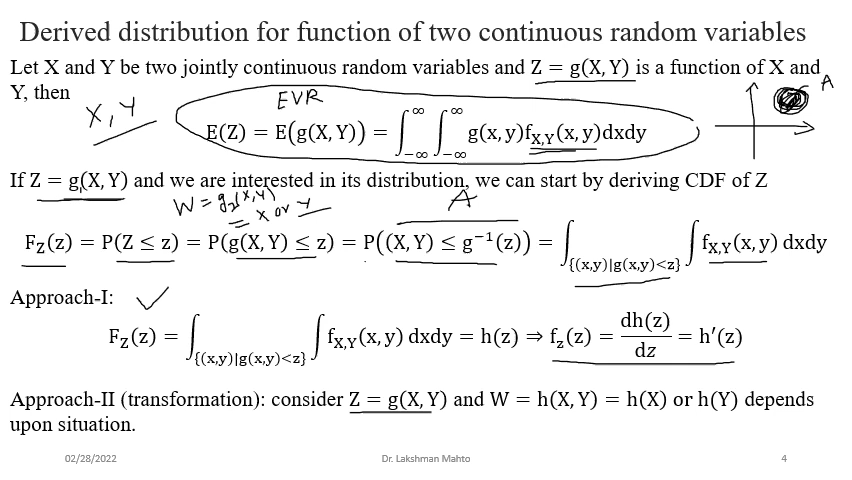 Derived distribution for function of two continuous random variables
Let X and Y be two jointly continuous random variables and Z = g(X, Y) is a function of X and
Y, then
X, Y
EVR
A
E(Z) = E(g(X, Y)) = ∫_{−∞}^{∞} ∫_{−∞}^{∞} g(x, y)f_{X,Y}(x, y)dxdy
If Z = g(X, Y) and we are interested in its distribution, we can start by deriving CDF of Z
W = g₂(X, Y)
= X or Y
A
F_Z(z) = P(Z ≤ z) = P(g(X, Y) ≤ z) = P((X, Y) ≤ g⁻¹(z)) = ∫_{{(x,y)|g(x,y)<z}} ∫ f_{X,Y}(x, y) dxdy
Approach-I: ✓
F_Z(z) = ∫_{{(x,y)|g(x,y)<z}} ∫ f_{X,Y}(x, y) dxdy = h(z) ⇒ f_z(z) = dh(z)/dz = h′(z)
Approach-II (transformation): consider Z = g(X, Y) and W = h(X, Y) = h(X) or h(Y) depends
upon situation.
02/28/2022
Dr. Lakshman Mahto
4